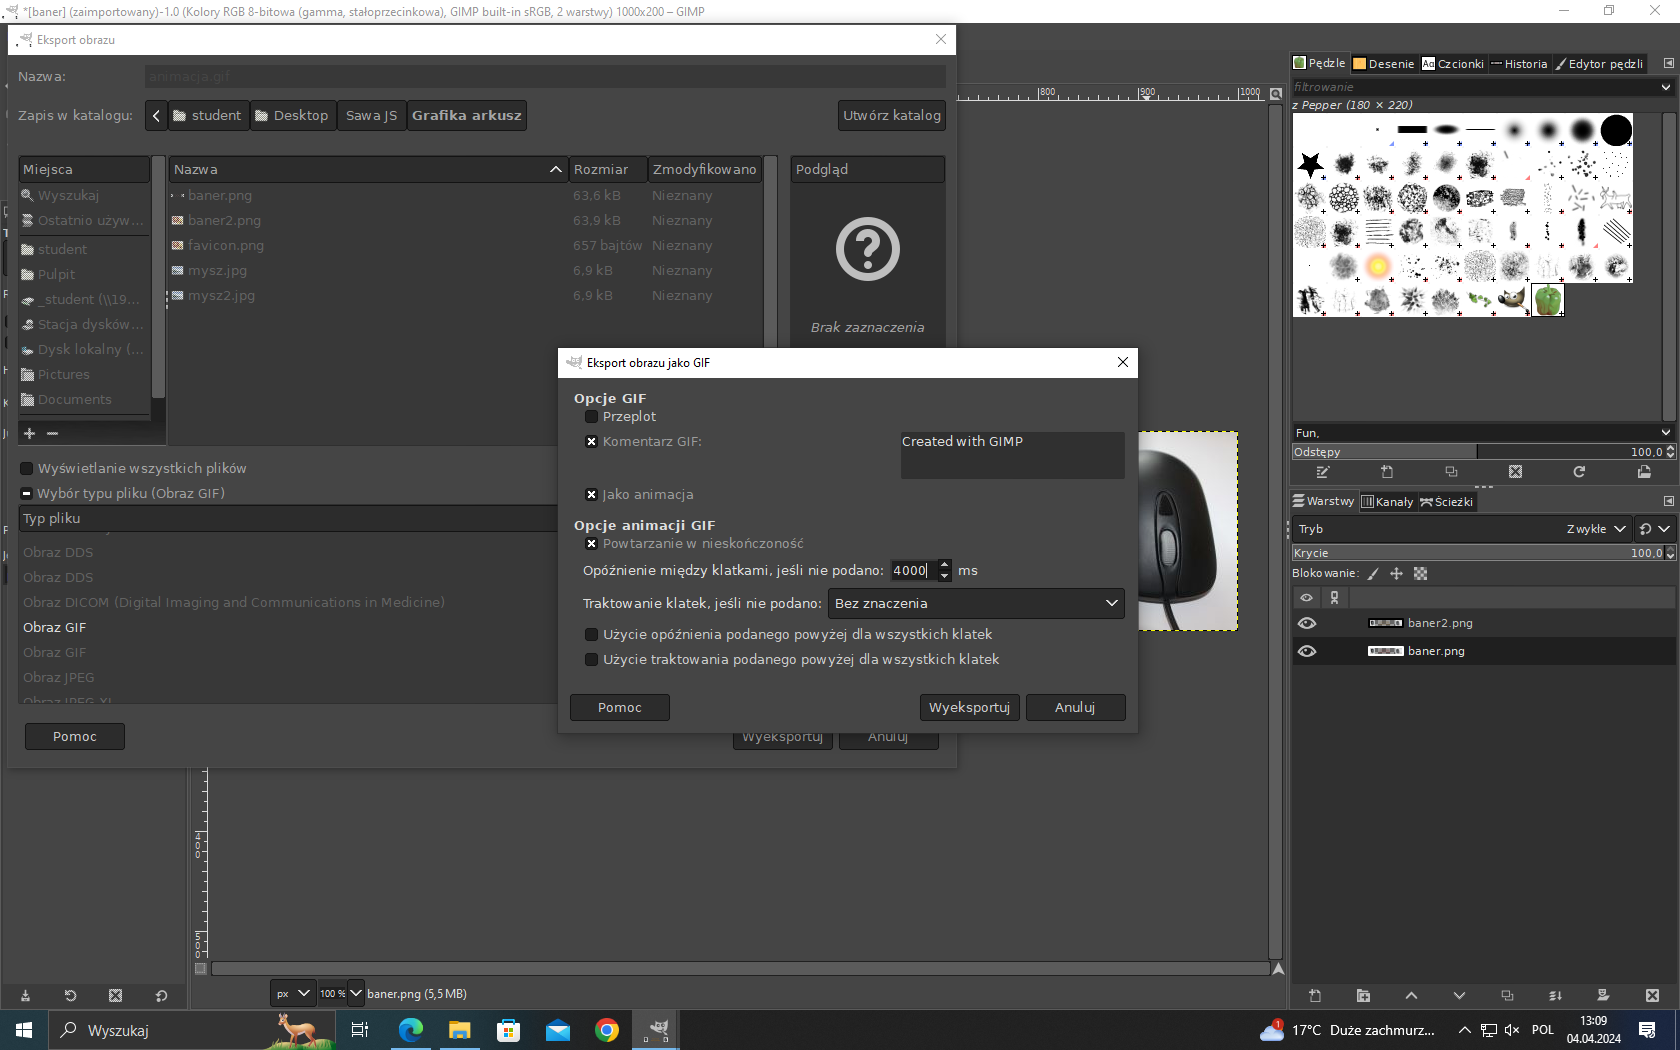 *[baner] (zaimportowany)-1.0 (Kolory RGB 8-bitowa (gamma, stałoprzecinkowa), GIMP built-in sRGB, 2 warstwy) 1000x200 – GIMP
Eksport obrazu
Nazwa:
animacja.gif
Zapis w katalogu:
student
Desktop
Sawa JS
Grafika arkusz
Utwórz katalog
Miejsca
Wyszukaj
Ostatnio używ...
student
Pulpit
_student (\\19...
Stacja dysków...
Dysk lokalny (...
Pictures
Documents
Nazwa Rozmiar Zmodyfikowano
baner.png 63,6 kB Nieznany
baner2.png 63,9 kB Nieznany
favicon.png 657 bajtów Nieznany
mysz.jpg 6,9 kB Nieznany
mysz2.jpg 6,9 kB Nieznany
Podgląd
Brak zaznaczenia
Wyświetlanie wszystkich plików
Wybór typu pliku (Obraz GIF)
Typ pliku
Obraz DDS
Obraz DDS
Obraz DICOM (Digital Imaging and Communications in Medicine)
Obraz GIF
Obraz GIF
Obraz JPEG
Obraz JPEG XL
Pomoc
Wyeksportuj
Anuluj
Eksport obrazu jako GIF
Opcje GIF
Przeplot
Komentarz GIF:
Created with GIMP
Jako animacja
Opcje animacji GIF
Powtarzanie w nieskończoność
Opóźnienie między klatkami, jeśli nie podano: 4000 ms
Traktowanie klatek, jeśli nie podano: Bez znaczenia
Użycie opóźnienia podanego powyżej dla wszystkich klatek
Użycie traktowania podanego powyżej dla wszystkich klatek
Pomoc
Wyeksportuj
Anuluj
800
900
1000
400
500
px
100 %
baner.png (5,5 MB)
Pędzle
Desenie
Aa Czcionki
Historia
Edytor pędzli
filtrowanie
z Pepper (180 × 220)
Fun,
Odstępy 100,0
Warstwy
Kanały
Ścieżki
Tryb Zwykłe
Krycie 100,0
Blokowanie:
baner2.png
baner.png
Wyszukaj
1
17°C Duże zachmurz...
POL
13:09
04.04.2024